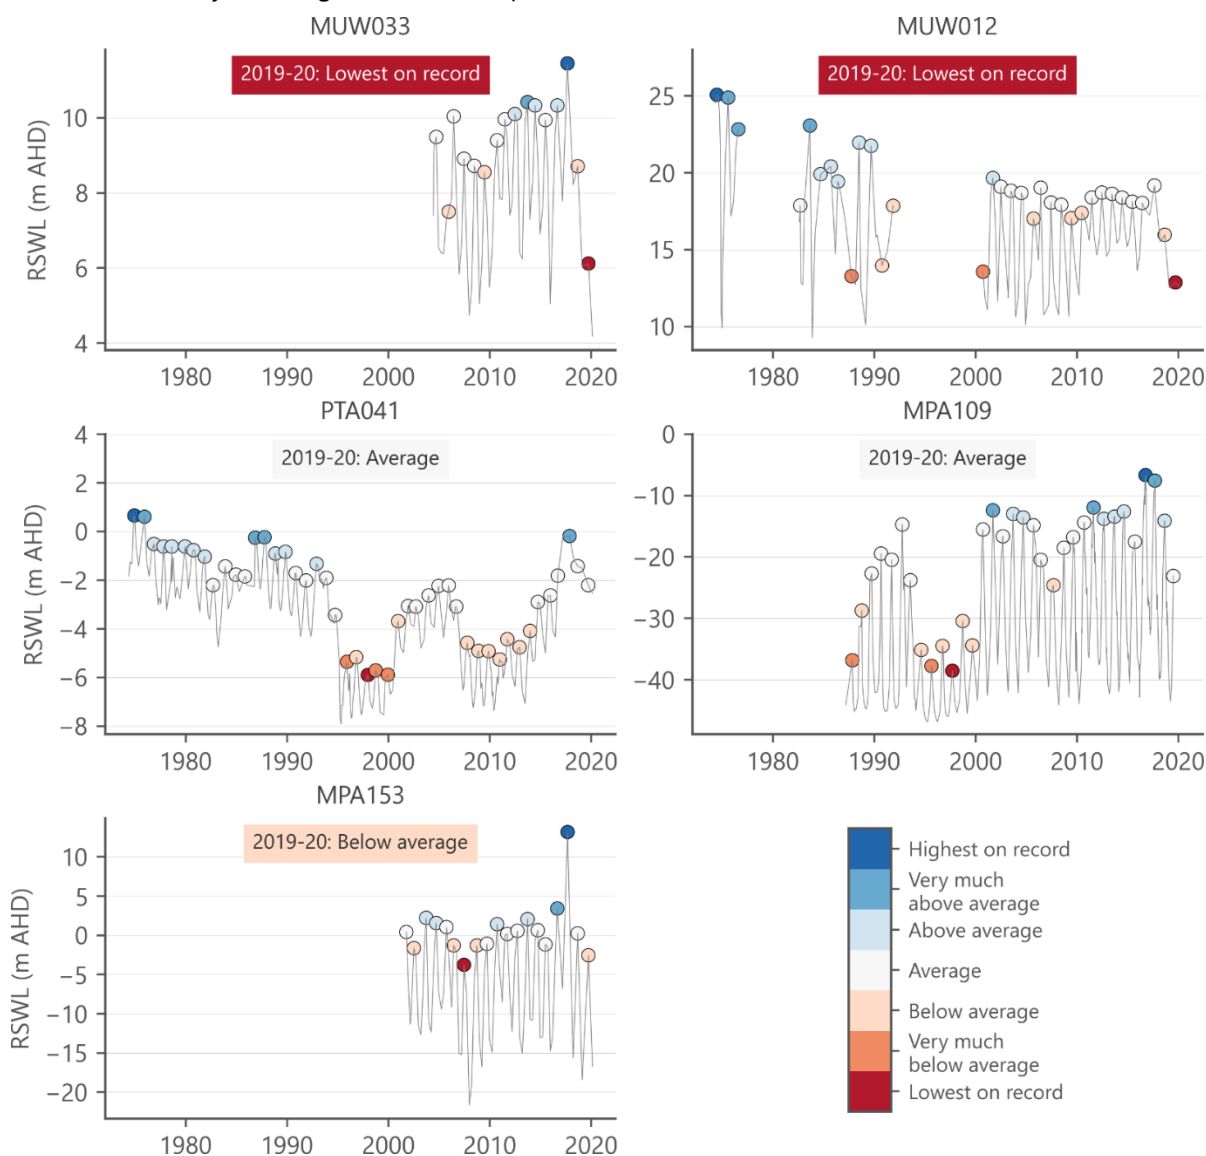 MUW033
2019-20: Lowest on record
RSWL (m AHD)
10
8
6
4
1980 1990 2000 2010 2020
MUW012
2019-20: Lowest on record
25
20
15
10
1980 1990 2000 2010 2020
PTA041
2019-20: Average
RSWL (m AHD)
4
2
0
−2
−4
−6
−8
1980 1990 2000 2010 2020
MPA109
2019-20: Average
0
−10
−20
−30
−40
1980 1990 2000 2010 2020
MPA153
2019-20: Below average
RSWL (m AHD)
10
5
0
−5
−10
−15
−20
1980 1990 2000 2010 2020
Highest on record
Very much
above average
Above average
Average
Below average
Very much
below average
Lowest on record